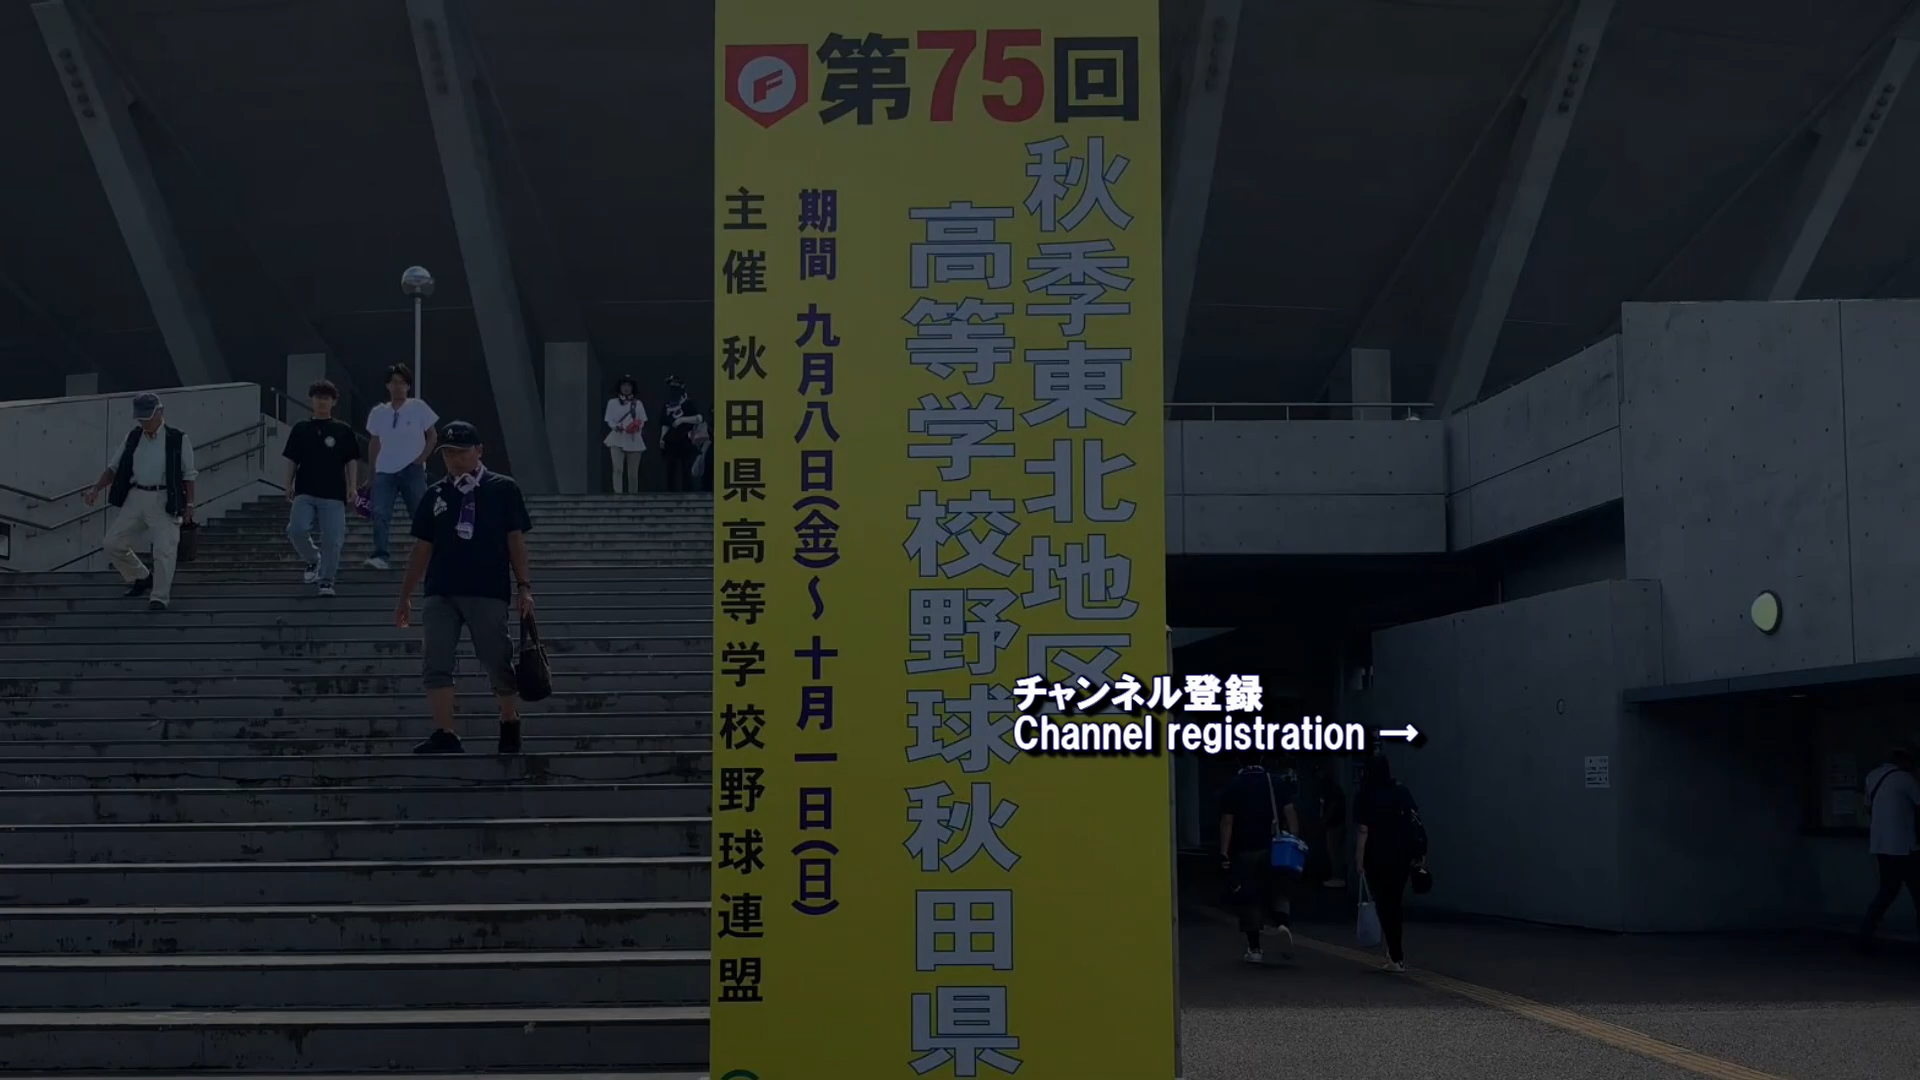 第75回
秋季東北地区
高等学校野球秋田県
期間 九月八日(金)～十月一日(日)
主催 秋田県高等学校野球連盟
チャンネル登録
Channel registration →